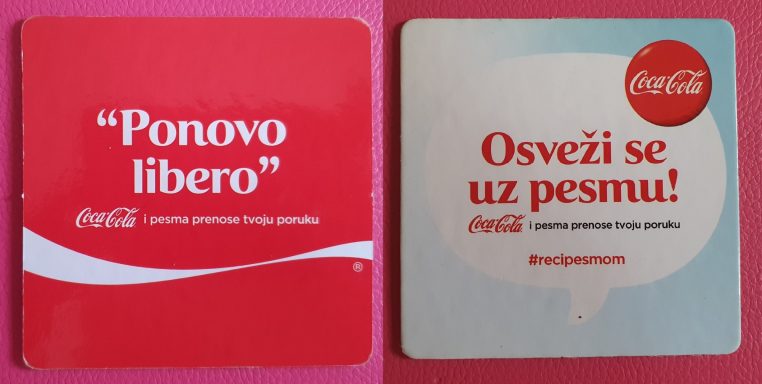 “Ponovo
libero”
Coca-Cola i pesma prenose tvoju poruku
®
Coca-Cola
Osveži se
uz pesmu!
Coca-Cola i pesma prenose tvoju poruku
#recipesmom